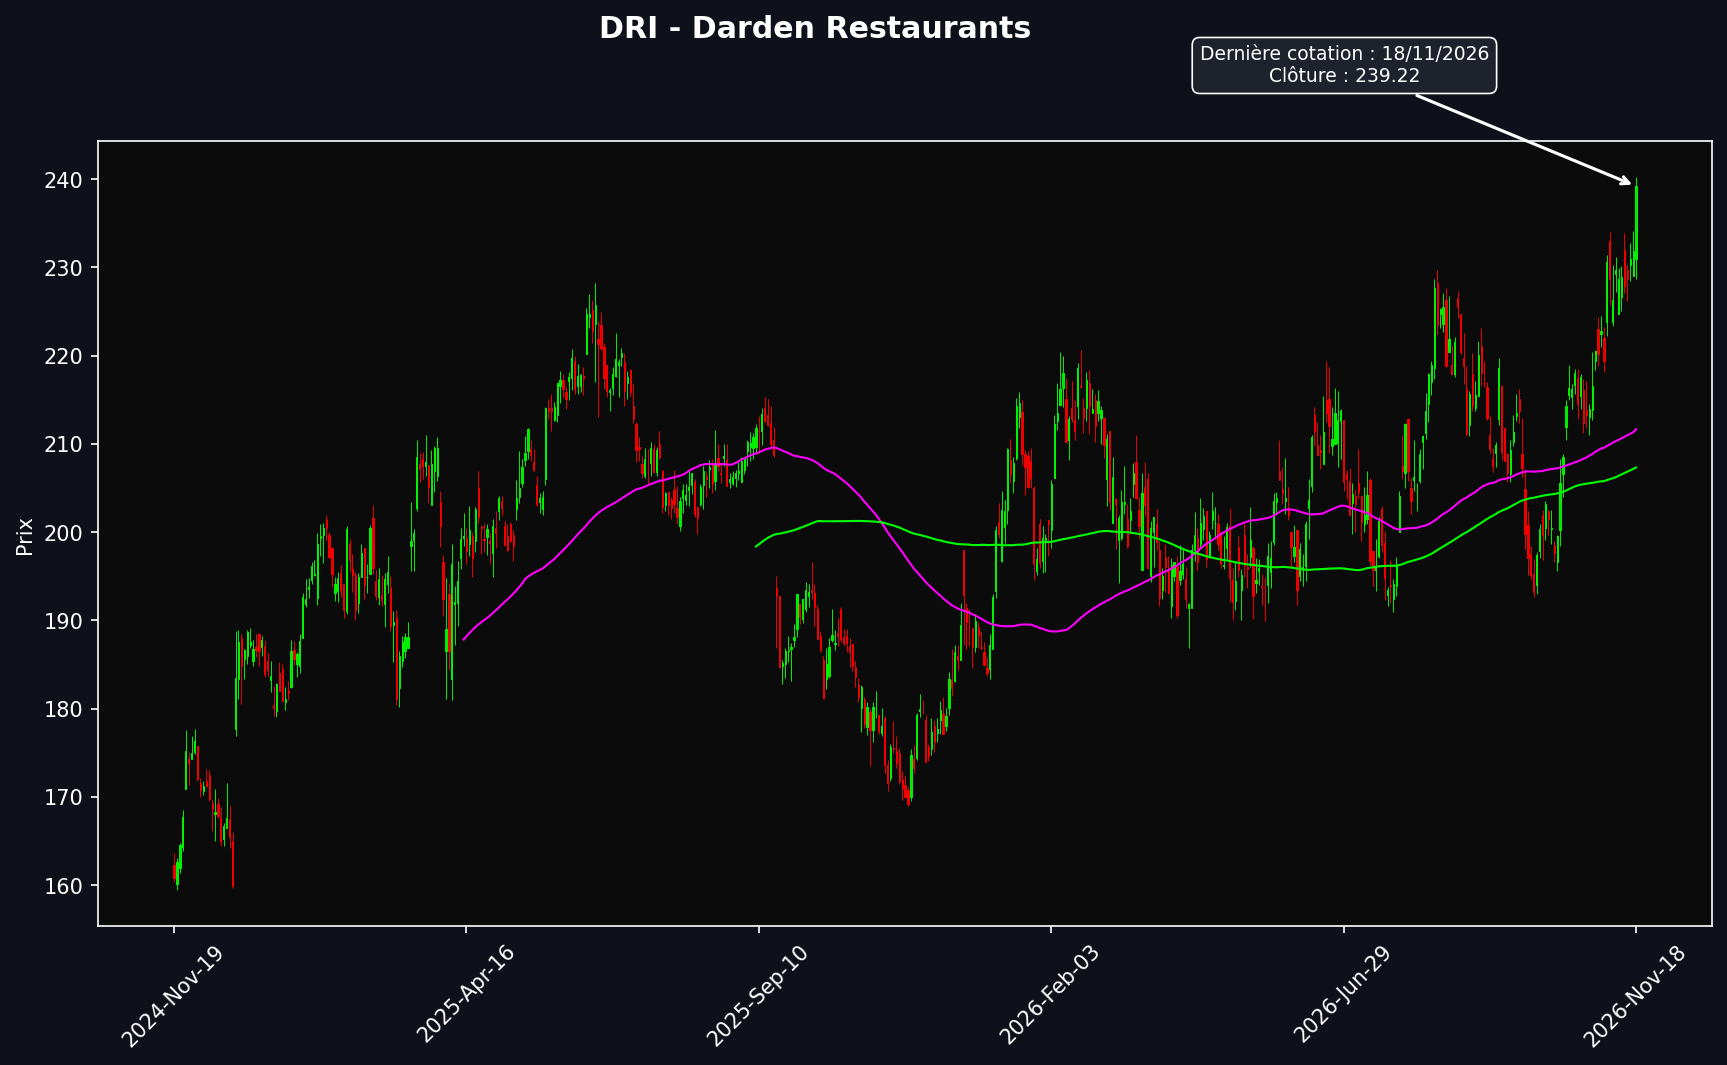 DRI - Darden Restaurants
Dernière cotation : 18/11/2026
Clôture : 239.22
240
230
220
210
200
190
180
170
160
Prix
2024-Nov-19
2025-Apr-16
2025-Sep-10
2026-Feb-03
2026-Jun-29
2026-Nov-18